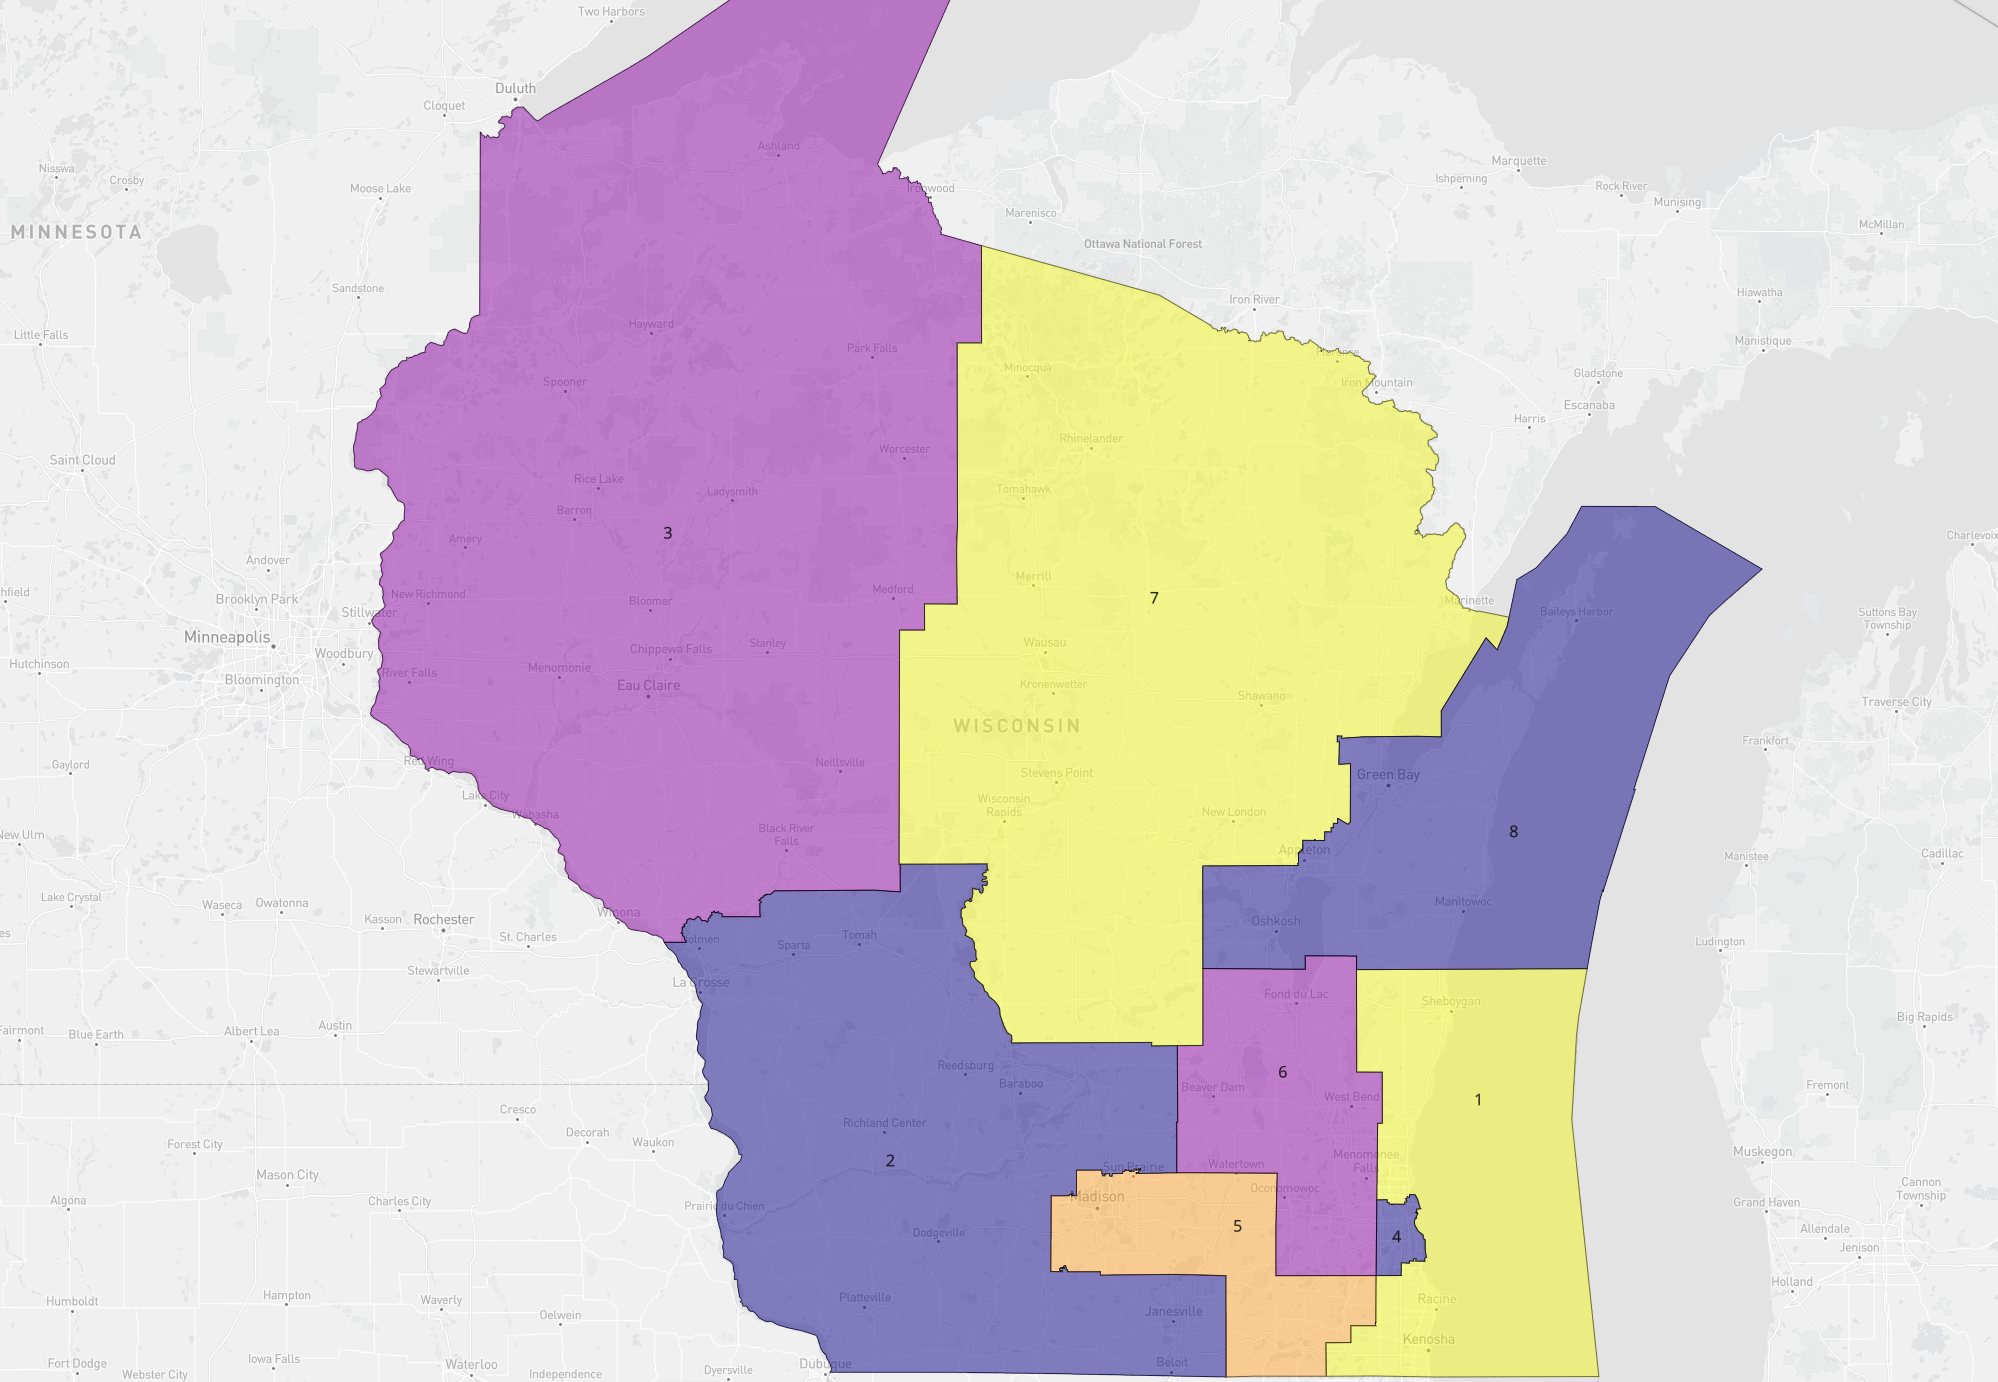 Two Harbors
Duluth
Cloquet
Ashland
Nisswa
Crosby
Moose Lake
Ironwood
Marquette
Ishpeming
Rock River
Munising
MINNESOTA
Marenisco
Ottawa National Forest
McMillan
Sandstone
Iron River
Hiawatha
Little Falls
Hayward
Park Falls
Manistique
Minocqua
Florence
Spooner
Iron Mountain
Gladstone
Escanaba
Harris
Rhinelander
Worcester
Saint Cloud
Rice Lake
Ladysmith
Tomahawk
Barron
3
Amery
Charlevoix
Andover
Merrill
hfield
New Richmond
Bloomer
Medford
7
Brooklyn Park
Stillwater
Marinette
Baileys Harbor
Suttons Bay
Township
Minneapolis
Chippewa Falls
Stanley
Wausau
Woodbury
Hutchinson
River Falls
Menomonie
Eau Claire
Kronenwetter
Shawano
Bloomington
Traverse City
WISCONSIN
Frankfort
Red Wing
Gaylord
Neillsville
Stevens Point
Green Bay
Lake City
Wabasha
Wisconsin
Rapids
New London
New Ulm
Black River
Falls
8
Appleton
Manistee
Cadillac
Lake Crystal
Waseca
Owatonna
Kasson
Rochester
Winona
Manitowoc
Oshkosh
es
St. Charles
Holmen
Sparta
Tomah
Ludington
Stewartville
La Crosse
Fond du Lac
Sheboygan
Fairmont
Blue Earth
Albert Lea
Austin
Big Rapids
Reedsburg
Baraboo
6
Beaver Dam
West Bend
1
Fremont
Cresco
Richland Center
Decorah
Waukon
Forest City
2
Sun Prairie
Watertown
Menomonee
Falls
Muskegon
Mason City
Algona
Charles City
Prairie du Chien
Madison
Oconomowoc
Grand Haven
Cannon
Township
5
4
Allendale
Jenison
Dodgeville
Holland
Humboldt
Hampton
Waverly
Oelwein
Platteville
Janesville
Racine
Kenosha
Fort Dodge
Webster City
Iowa Falls
Waterloo
Independence
Dyersville
Dubuque
Beloit